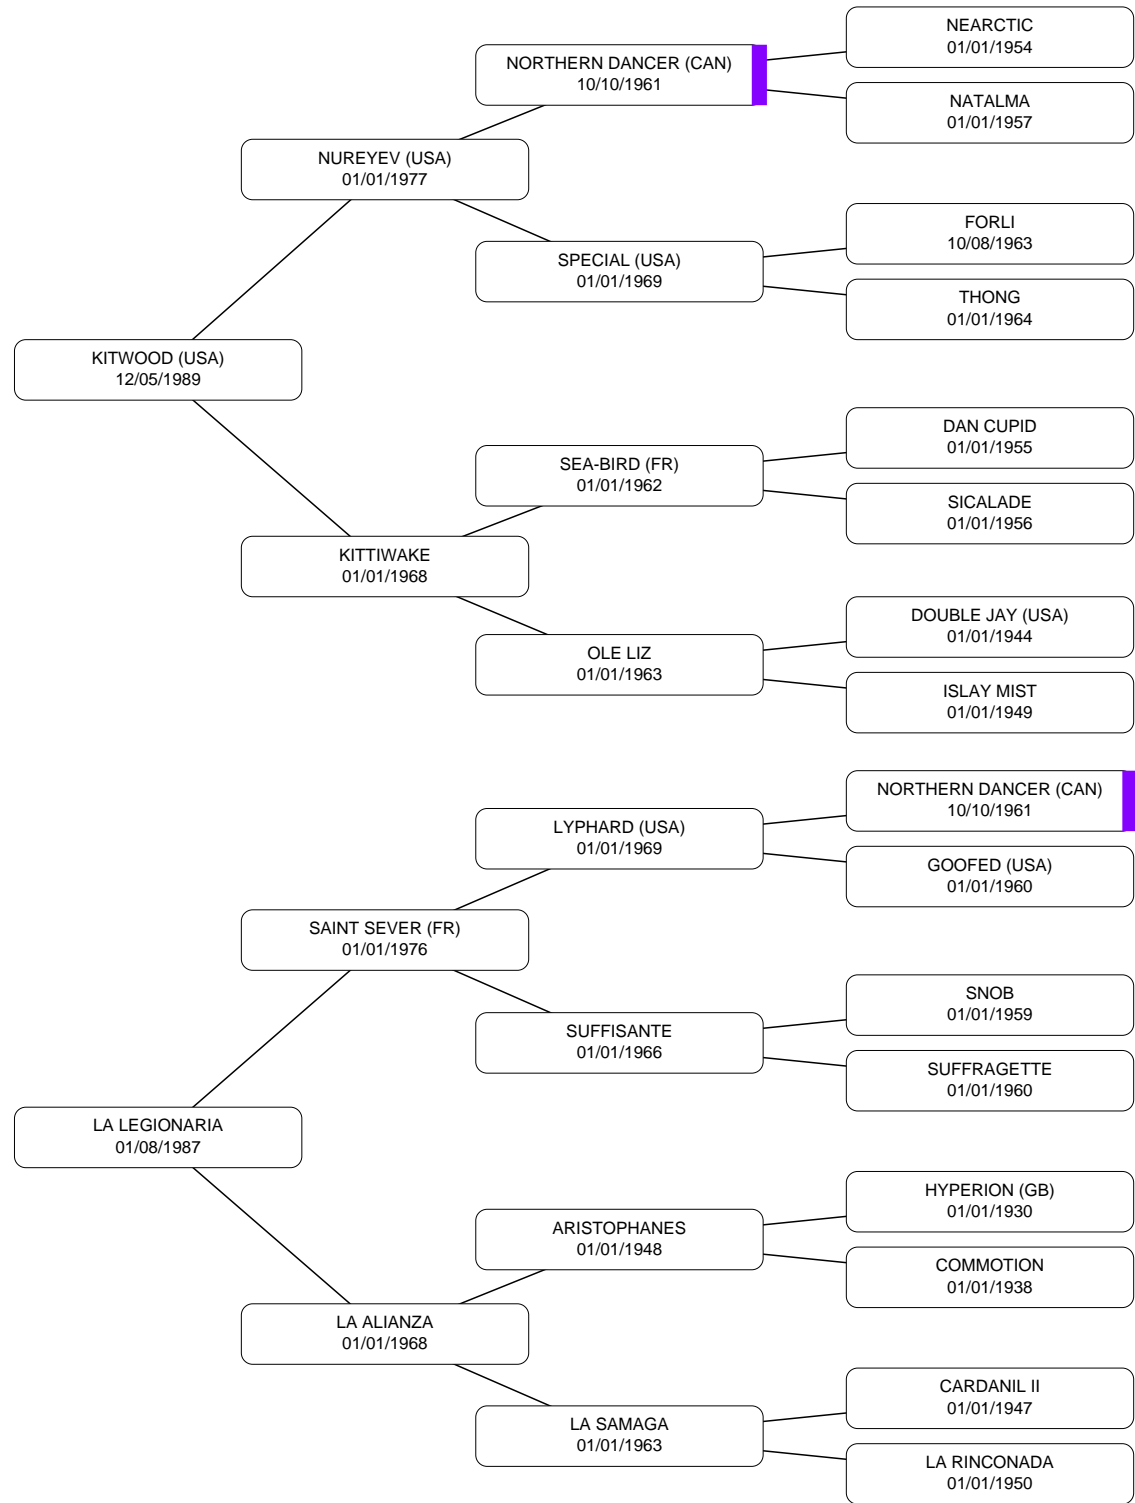 NEARCTIC
01/01/1954
NORTHERN DANCER (CAN)
10/10/1961
NATALMA
01/01/1957
NUREYEV (USA)
01/01/1977
FORLI
10/08/1963
SPECIAL (USA)
01/01/1969
THONG
01/01/1964
KITWOOD (USA)
12/05/1989
DAN CUPID
01/01/1955
SEA-BIRD (FR)
01/01/1962
SICALADE
01/01/1956
KITTIWAKE
01/01/1968
DOUBLE JAY (USA)
01/01/1944
OLE LIZ
01/01/1963
ISLAY MIST
01/01/1949
NORTHERN DANCER (CAN)
10/10/1961
LYPHARD (USA)
01/01/1969
GOOFED (USA)
01/01/1960
SAINT SEVER (FR)
01/01/1976
SNOB
01/01/1959
SUFFISANTE
01/01/1966
SUFFRAGETTE
01/01/1960
LA LEGIONARIA
01/08/1987
HYPERION (GB)
01/01/1930
ARISTOPHANES
01/01/1948
COMMOTION
01/01/1938
LA ALIANZA
01/01/1968
CARDANIL II
01/01/1947
LA SAMAGA
01/01/1963
LA RINCONADA
01/01/1950